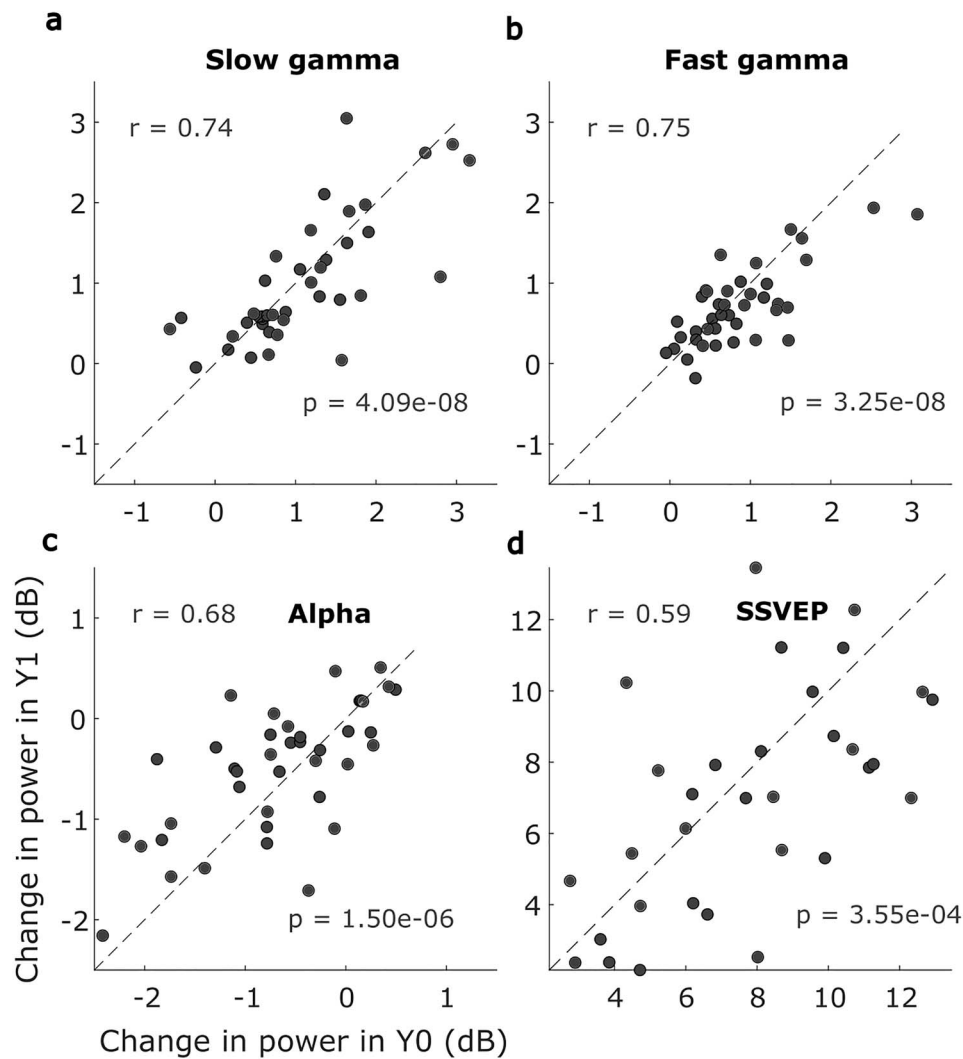 a
Slow gamma
r = 0.74
3
2
1
0
-1
p = 4.09e-08
-1 0 1 2 3
b
Fast gamma
r = 0.75
3
2
1
0
-1
p = 3.25e-08
-1 0 1 2 3
c
Alpha
r = 0.68
1
0
-1
-2
p = 1.50e-06
-2 -1 0 1
d
SSVEP
r = 0.59
12
10
8
6
4
p = 3.55e-04
4 6 8 10 12
Change in power in Y1 (dB)
Change in power in Y0 (dB)